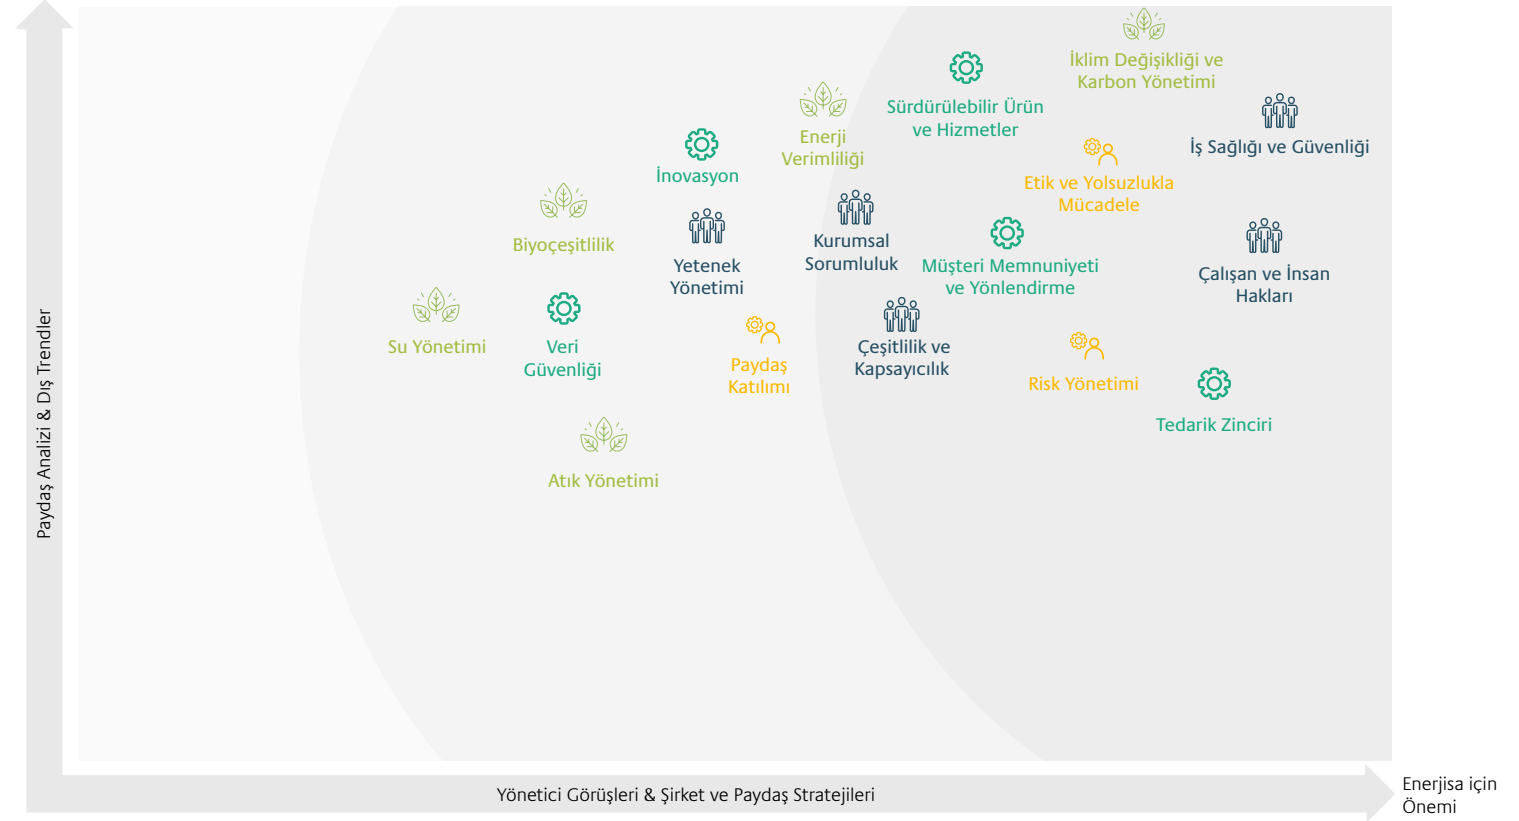 İklim Değişikliği ve
Karbon Yönetimi
Sürdürülebilir Ürün
ve Hizmetler
Enerji
Verimliliği
İş Sağlığı ve Güvenliği
İnovasyon
Etik ve Yolsuzlukla
Mücadele
Biyoçeşitlilik
Yetenek
Yönetimi
Kurumsal
Sorumluluk
Müşteri Memnuniyeti
ve Yönlendirme
Çalışan ve İnsan
Hakları
Su Yönetimi
Veri
Güvenliği
Paydaş
Katılımı
Çeşitlilik ve
Kapsayıcılık
Risk Yönetimi
Tedarik Zinciri
Atık Yönetimi
Paydaş Analizi & Dış Trendler
Yönetici Görüşleri & Şirket ve Paydaş Stratejileri
Enerjisa için
Önemi